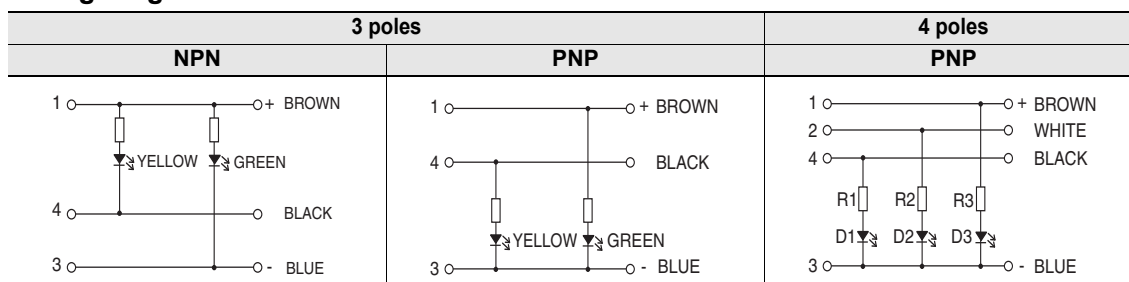 3 poles 4 poles
NPN PNP PNP
1 + BROWN
YELLOW GREEN
4 BLACK
3 - BLUE
1 + BROWN
4 BLACK
YELLOW GREEN
3 - BLUE
1 + BROWN
2 WHITE
4 BLACK
R1 R2 R3
D1 D2 D3
3 - BLUE